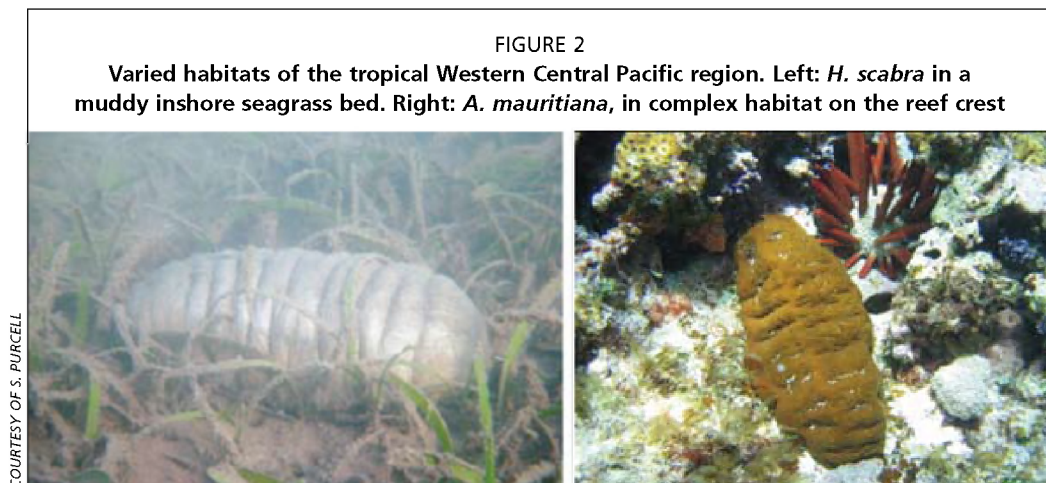 FIGURE 2
Varied habitats of the tropical Western Central Pacific region. Left: H. scabra in a
muddy inshore seagrass bed. Right: A. mauritiana, in complex habitat on the reef crest
COURTESY OF S. PURCELL